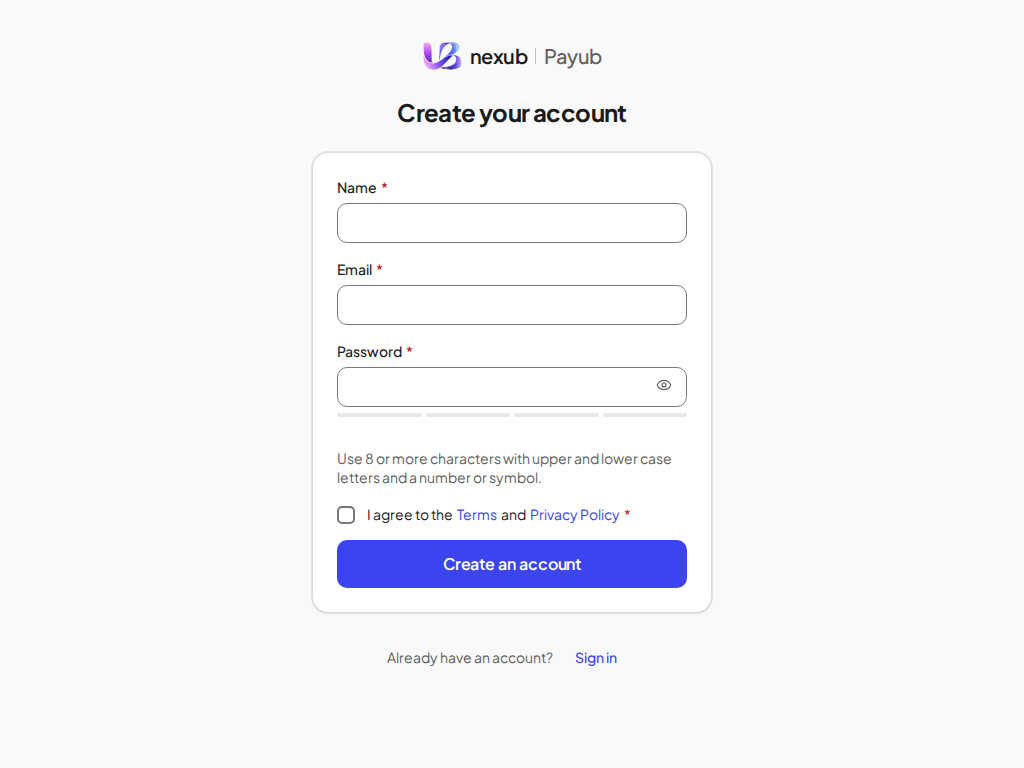 nexub | Payub
Create your account
Name *
Email *
Password *
Use 8 or more characters with upper and lower case
letters and a number or symbol.
I agree to the Terms and Privacy Policy *
Create an account
Already have an account? Sign in